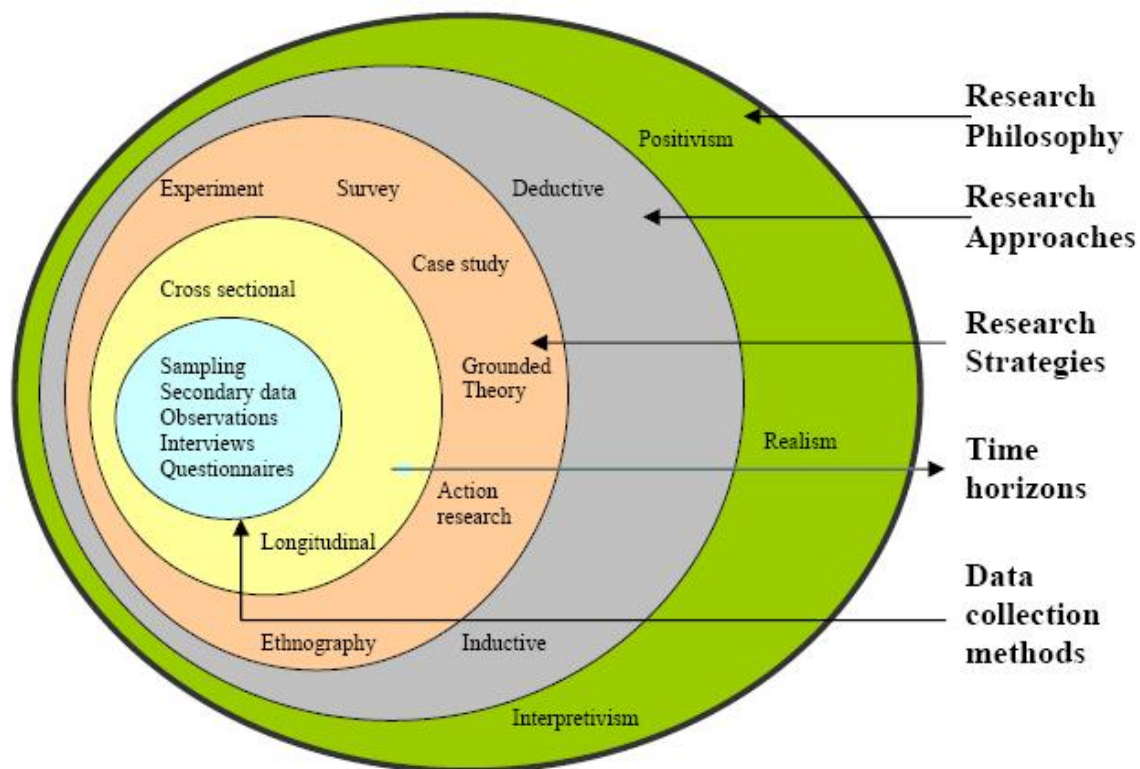 Research
Philosophy
Positivism
Experiment
Survey
Deductive
Research
Approaches
Case study
Cross sectional
Research
Strategies
Sampling
Secondary data
Observations
Interviews
Questionnaires
Grounded
Theory
Realism
Time
horizons
Action
research
Longitudinal
Data
collection
methods
Ethnography
Inductive
Interpretivism